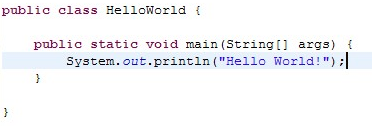 public class HelloWorld {
    public static void main(String[] args) {
        System.out.println("Hello World!");
    }
}